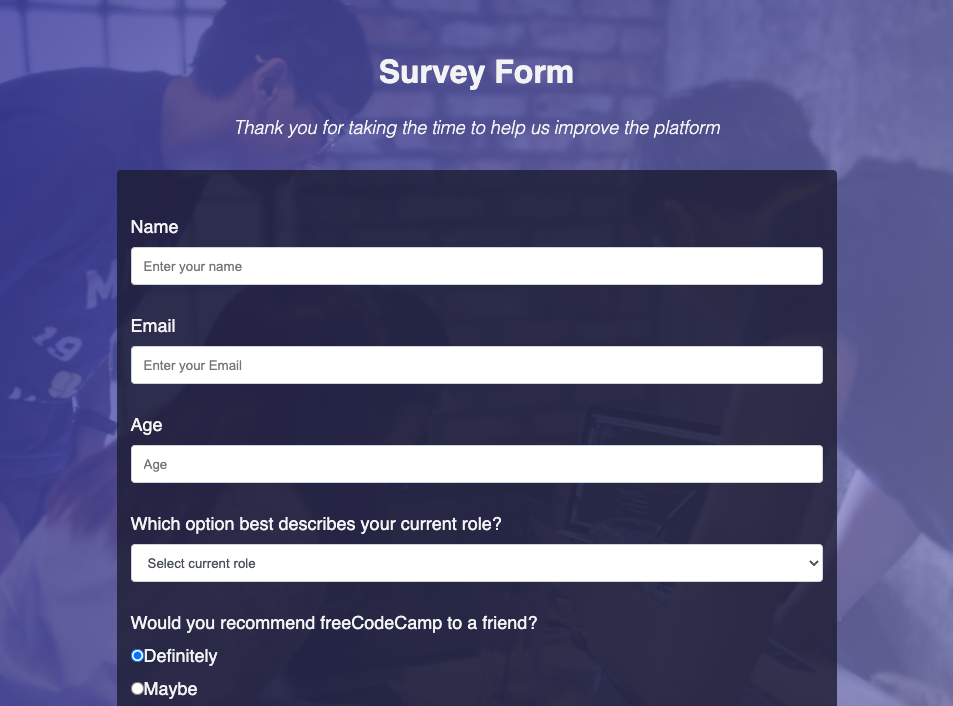 Survey Form
Thank you for taking the time to help us improve the platform
Name
Enter your name
Email
Enter your Email
Age
Age
Which option best describes your current role?
Select current role
Would you recommend freeCodeCamp to a friend?
Definitely
Maybe